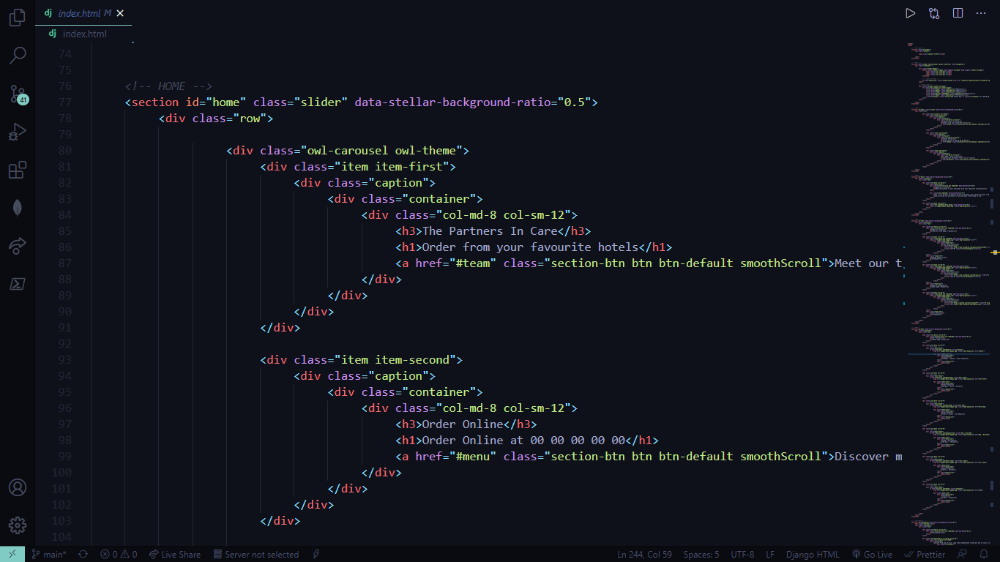 dj index.html M
dj index.html
74
75
76 <!-- HOME -->
77 <section id="home" class="slider" data-stellar-background-ratio="0.5">
78 <div class="row">
79
80 <div class="owl-carousel owl-theme">
81 <div class="item item-first">
82 <div class="caption">
83 <div class="container">
84 <div class="col-md-8 col-sm-12">
85 <h3>The Partners In Care</h3>
86 <h1>Order from your favourite hotels</h1>
87 <a href="#team" class="section-btn btn btn-default smoothScroll">Meet our t
88 </div>
89 </div>
90 </div>
91 </div>
92
93 <div class="item item-second">
94 <div class="caption">
95 <div class="container">
96 <div class="col-md-8 col-sm-12">
97 <h3>Order Online</h3>
98 <h1>Order Online at 00 00 00 00 00</h1>
99 <a href="#menu" class="section-btn btn btn-default smoothScroll">Discover m
100 </div>
101 </div>
102 </div>
103 </div>
104
41
main* 0 0 Live Share Server not selected Ln 244, Col 59 Spaces: 5 UTF-8 LF Django HTML Go Live Prettier